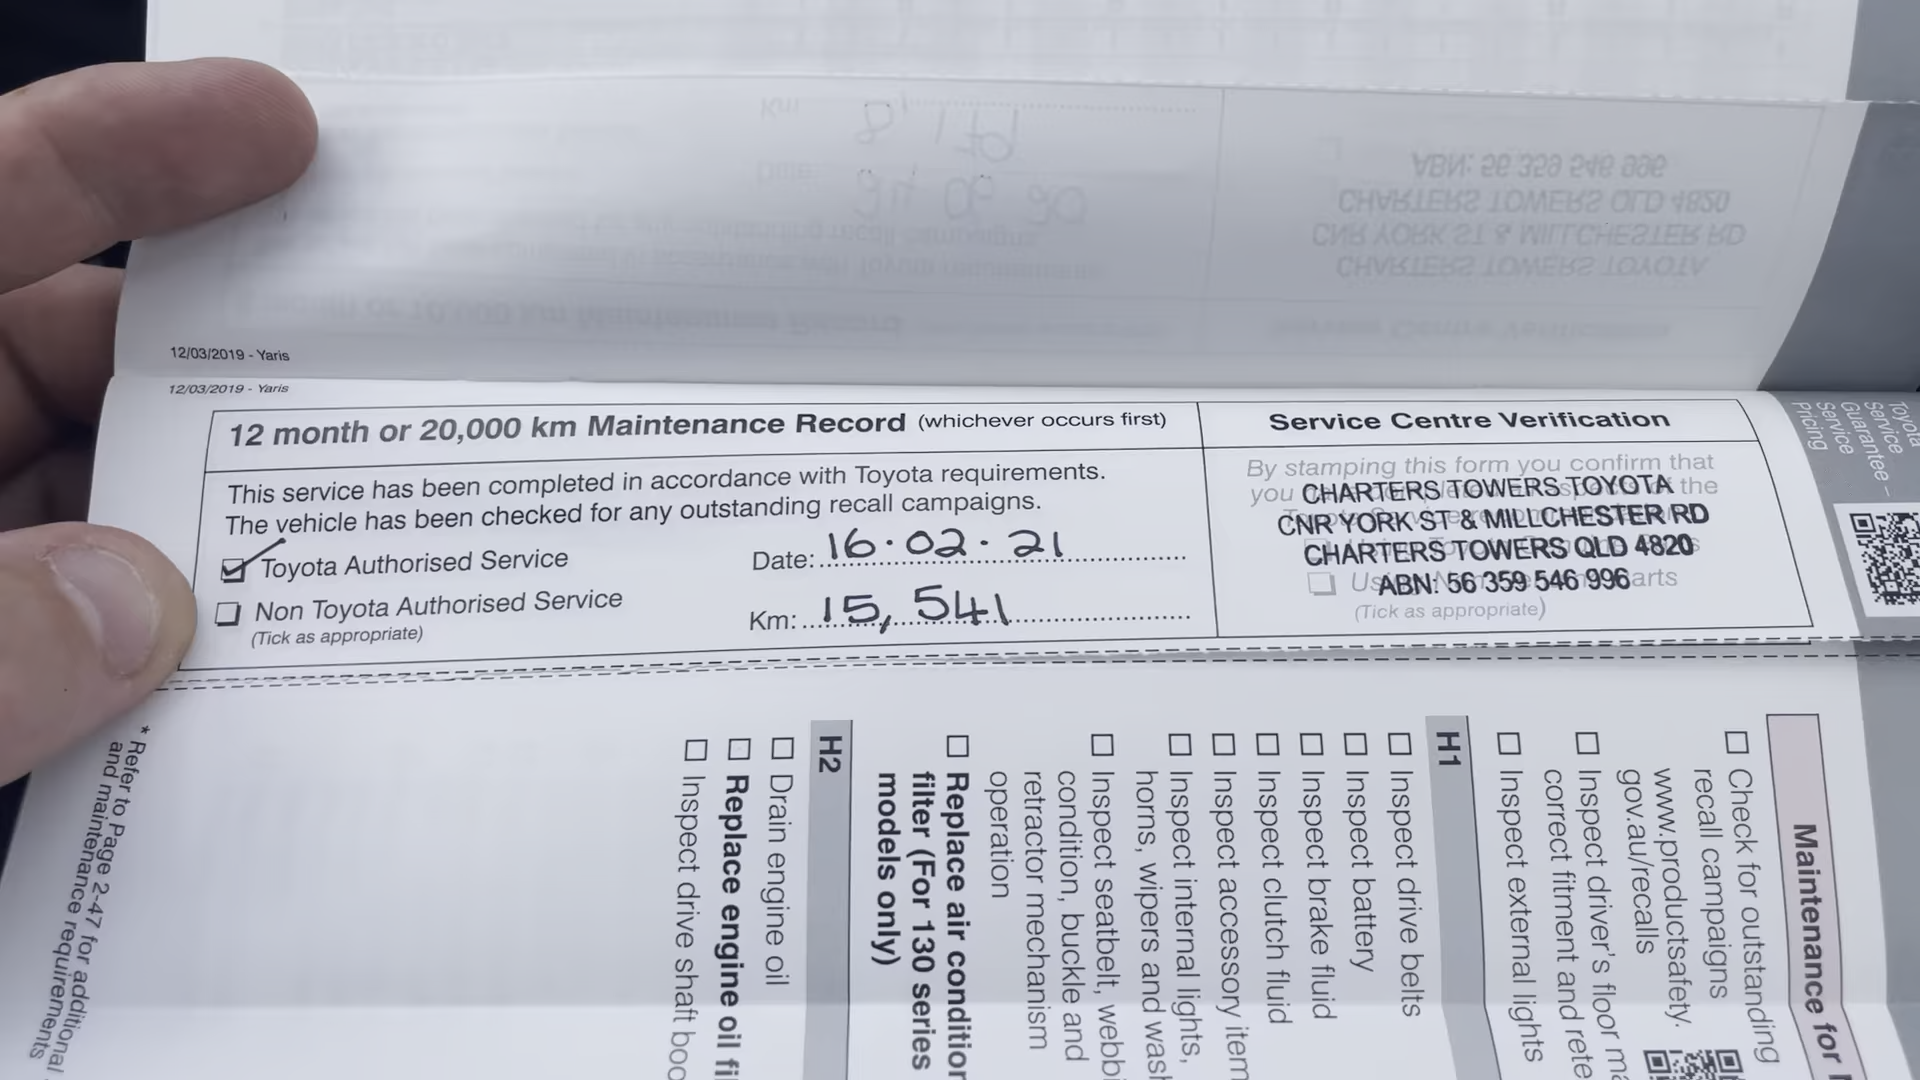 12/03/2019 - Yaris
12/03/2019 - Yaris
12 month or 20,000 km Maintenance Record (whichever occurs first)
This service has been completed in accordance with Toyota requirements.
The vehicle has been checked for any outstanding recall campaigns.
Toyota Authorised Service
Non Toyota Authorised Service
(Tick as appropriate)
Date: 16.02.21
Km: 15,541
Service Centre Verification
By stamping this form you confirm that
you
of the
CHARTERS TOWERS TOYOTA
CNR YORK ST & MILLCHESTER RD
CHARTERS TOWERS QLD 4820
ABN: 56 359 546 996
(Tick as appropriate)
Toyota
Service
Guarantee –
Service
Pricing
Maintenance for
Check for outstanding
recall campaigns
www.productsafety.
gov.au/recalls
Inspect driver's floor
correct fitment and
Inspect external lights
H1
Inspect drive belts
Inspect battery
Inspect brake fluid
Inspect clutch fluid
Inspect accessory
Inspect internal lights,
horns, wipers and
Inspect seatbelt,
condition, buckle and
retractor mechanism
operation
Replace air
filter (For 130 series
models only)
H2
Drain engine oil
Replace engine oil
Inspect drive shaft
* Refer to Page 2-47 for additional
and maintenance requirements